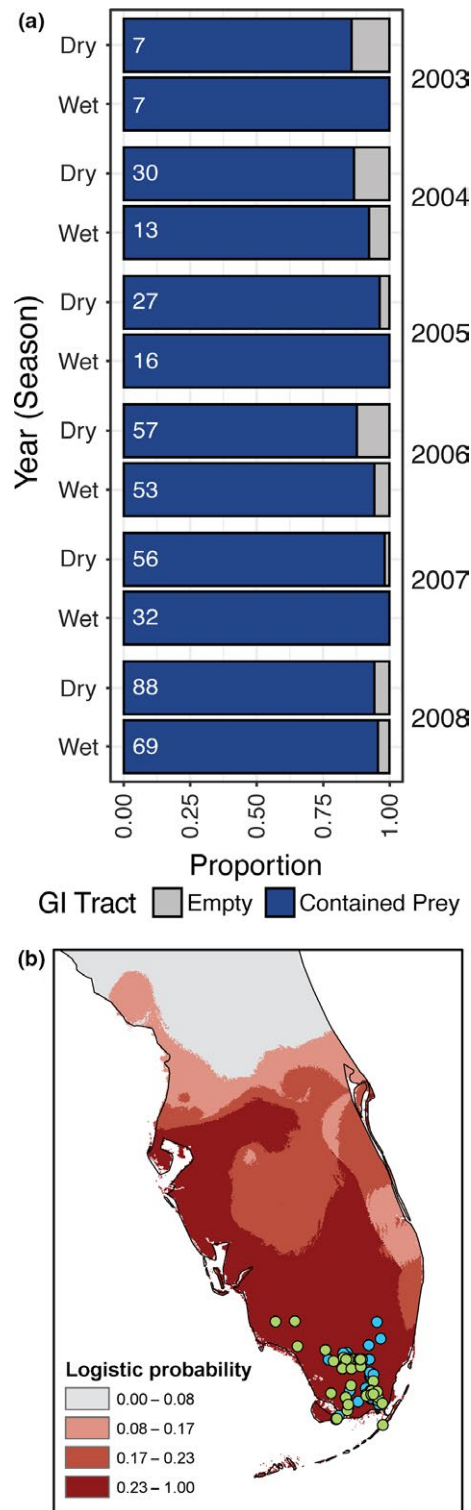 (a)
Dry 7
Wet 7
2003
Dry 30
Wet 13
2004
Dry 27
Wet 16
2005
Dry 57
Wet 53
2006
Dry 56
Wet 32
2007
Dry 88
Wet 69
2008
Year (Season)
0.00 0.25 0.50 0.75 1.00
Proportion
GI Tract Empty Contained Prey
(b)
Logistic probability
0.00 – 0.08
0.08 – 0.17
0.17 – 0.23
0.23 – 1.00